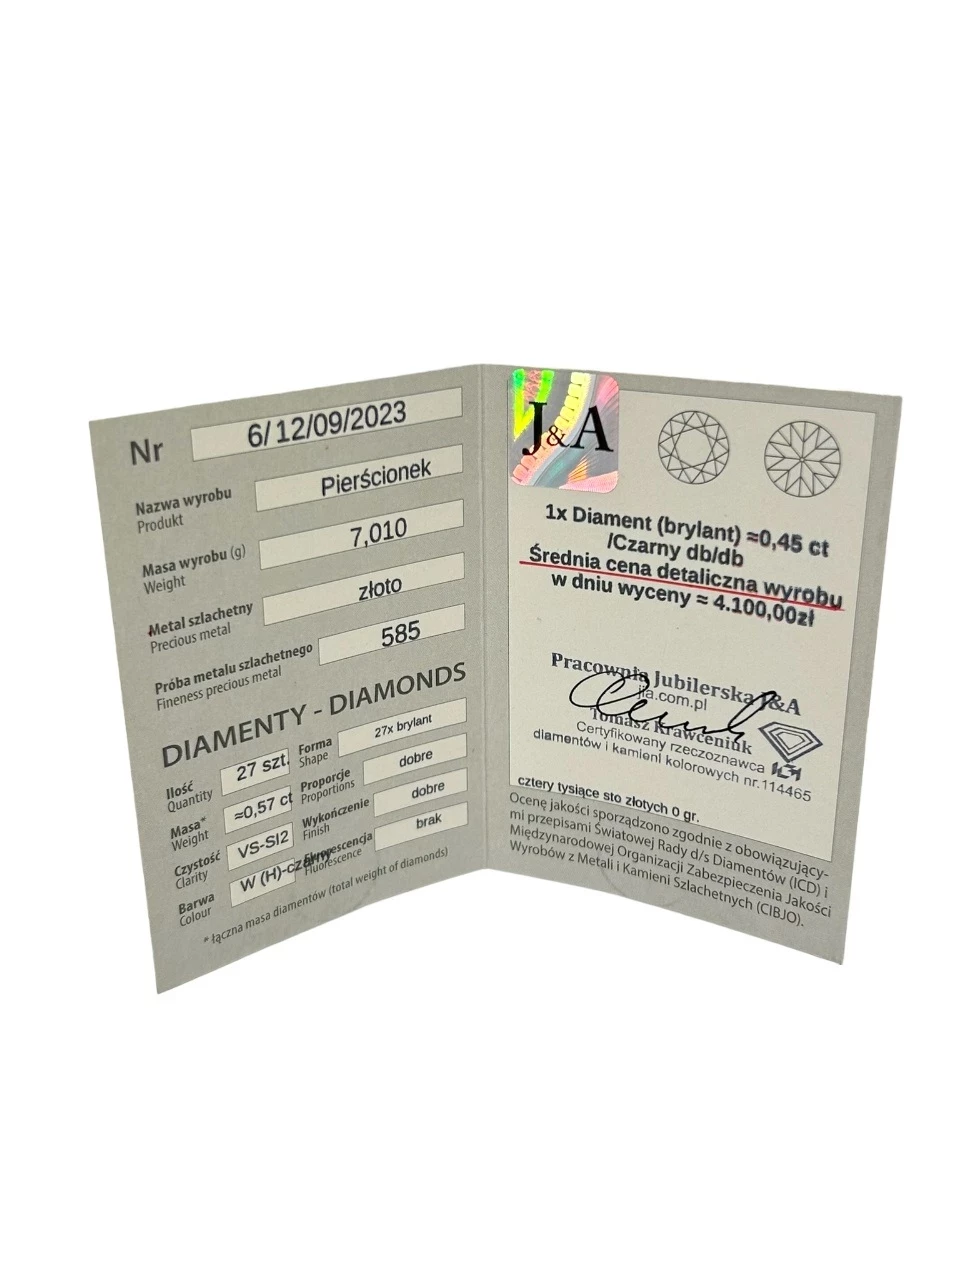 Nr 6/12/09/2023
Nazwa wyrobu
Produkt
Pierścionek
Masa wyrobu (g)
Weight
7,010
Metal szlachetny
Precious metal
złoto
Próba metalu szlachetnego
Fineness precious metal
585
DIAMENTY - DIAMONDS
Ilość
Quantity
27 szt.
Forma
Shape
27x brylant
Masa*
Weight
≈0,57 ct
Proporcje
Proportions
dobre
Czystość
Clarity
VS-SI2
Wykończenie
Finish
dobre
Barwa
Colour
W (H)-czarny
Fluorescencja
Fluorescence
brak
* łączna masa diamentów (total weight of diamonds)
J&A
1x Diament (brylant) ≈0,45 ct
/Czarny db/db
Średnia cena detaliczna wyrobu
w dniu wyceny ≈ 4.100,00zł
Pracownia Jubilerska J&A
jla.com.pl
Tomasz Krawceniuk
Certyfikowany rzeczoznawca
diamentów i kamieni kolorowych nr.114465
cztery tysiące sto złotych 0 gr.
Ocenę jakości sporządzono zgodnie z obowiązujący-
mi przepisami Światowej Rady d/s Diamentów (ICD) i
Międzynarodowej Organizacji Zabezpieczenia Jakości
Wyrobów z Metali i Kamieni Szlachetnych (CIBJO).